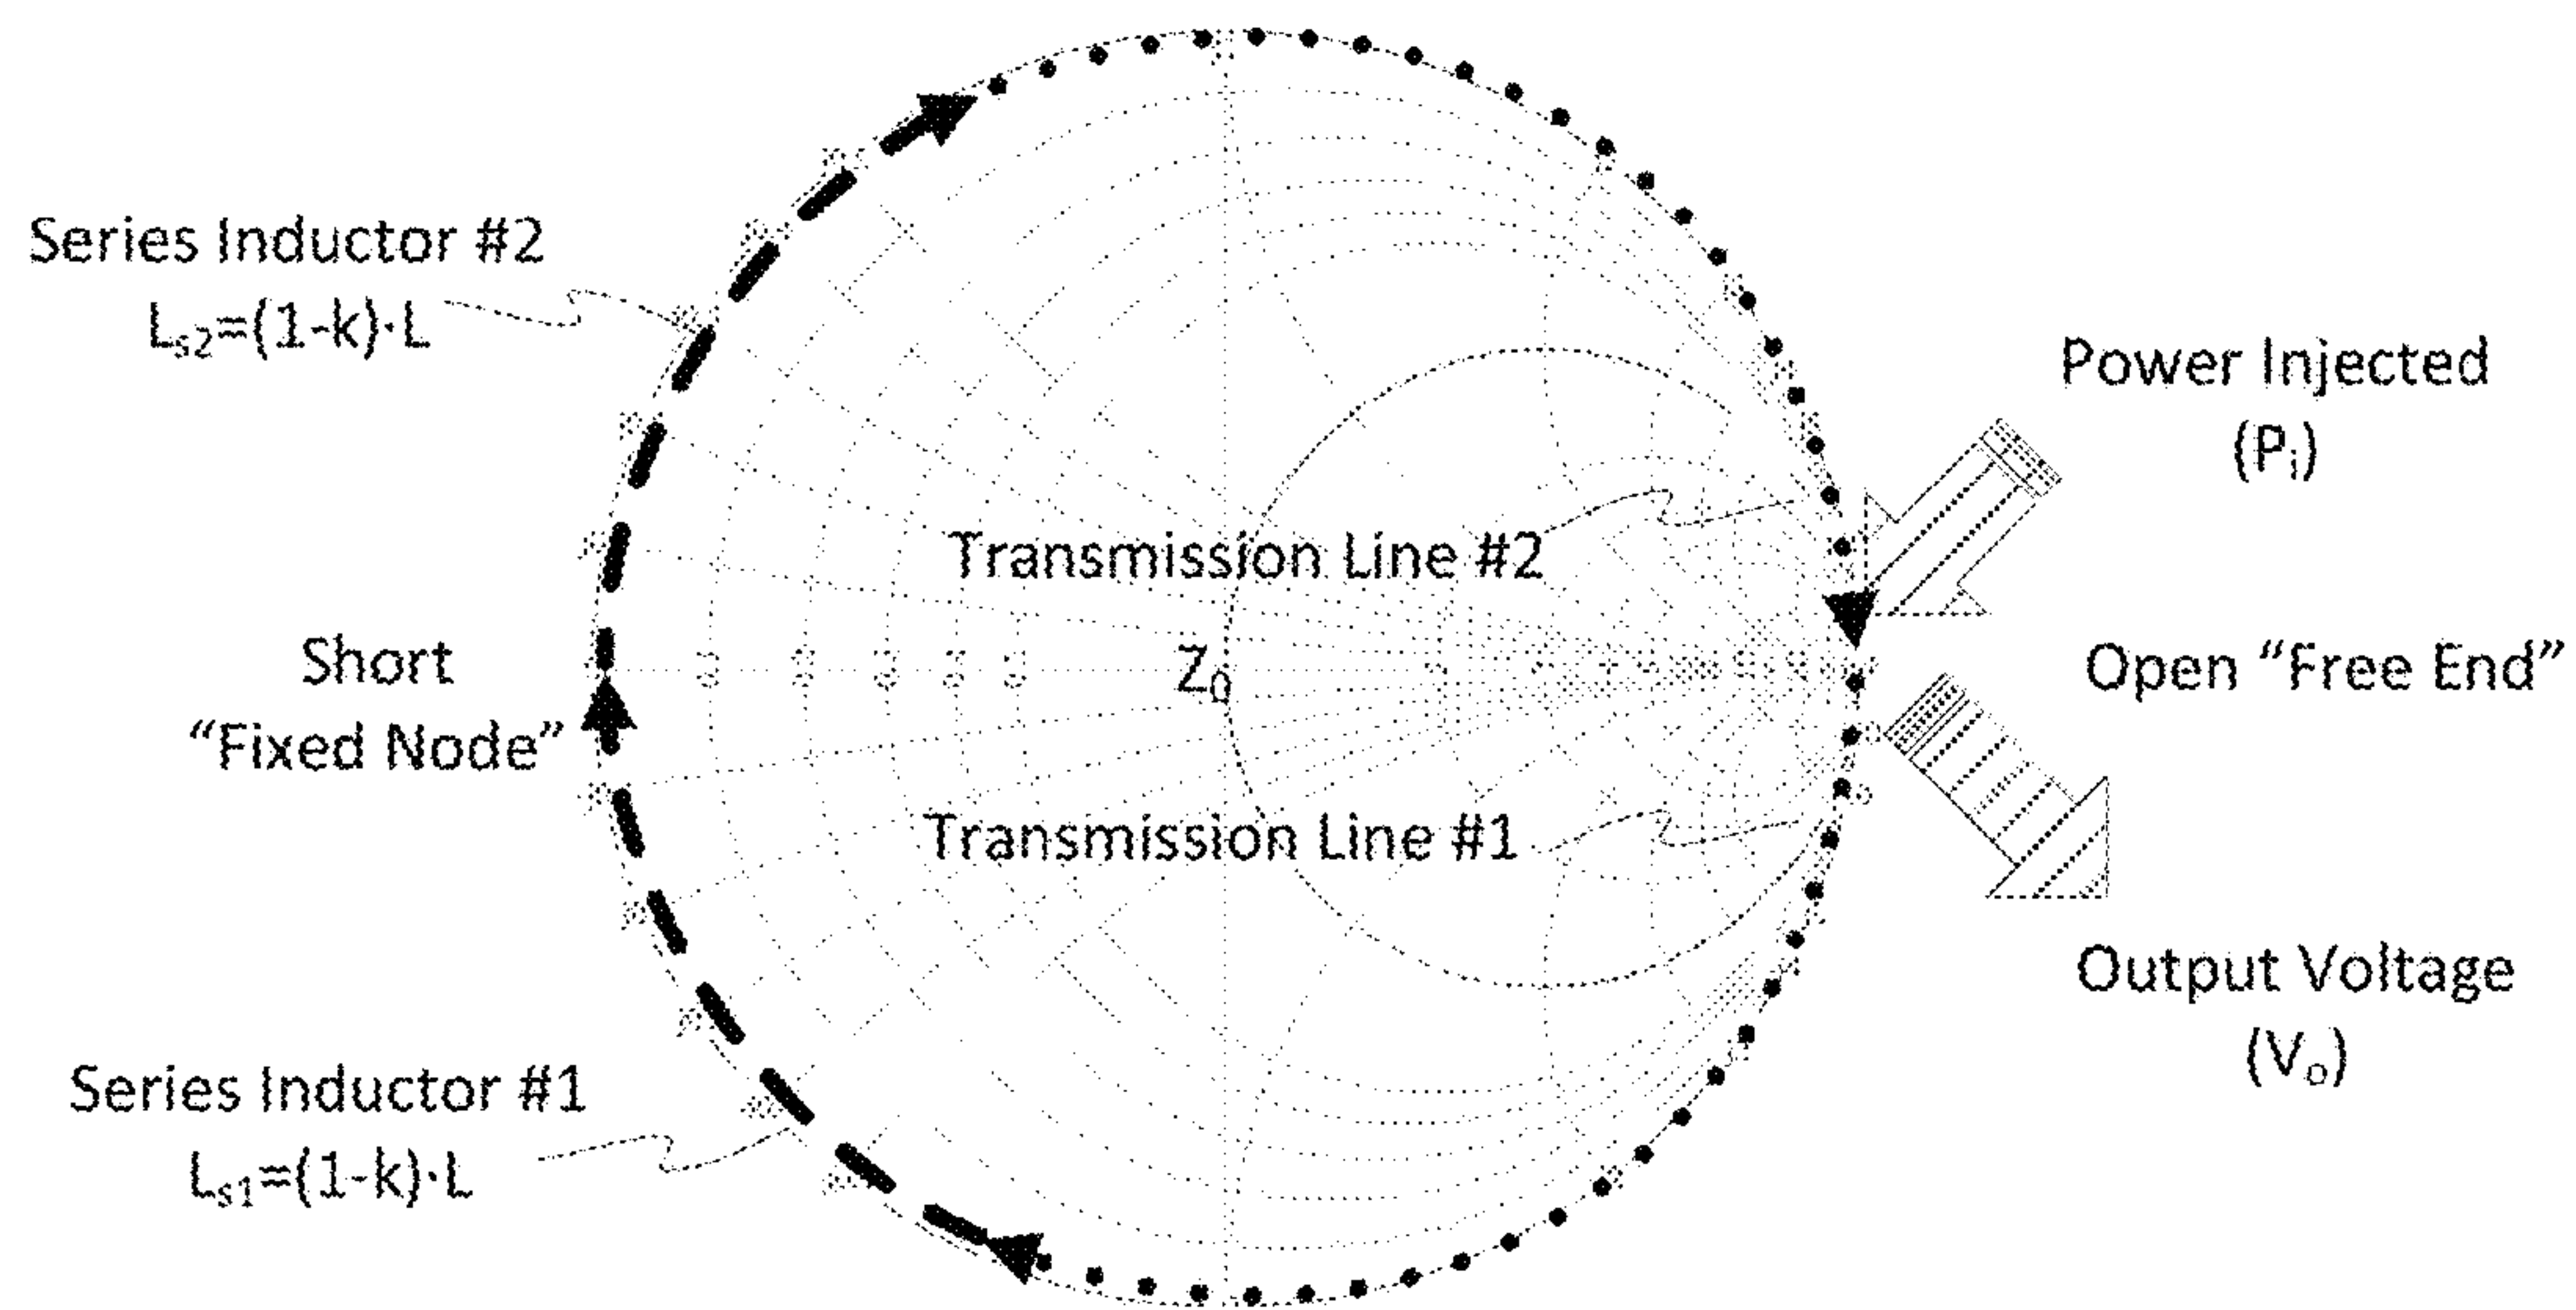 Series Inductor #2
Lₛ₂=(1-k)·L
Power Injected
(Pᵢ)
Transmission Line #2
Short
"Fixed Node"
Z₀
Open "Free End"
Transmission Line #1
Output Voltage
(Vₒ)
Series Inductor #1
Lₛ₁=(1-k)·L